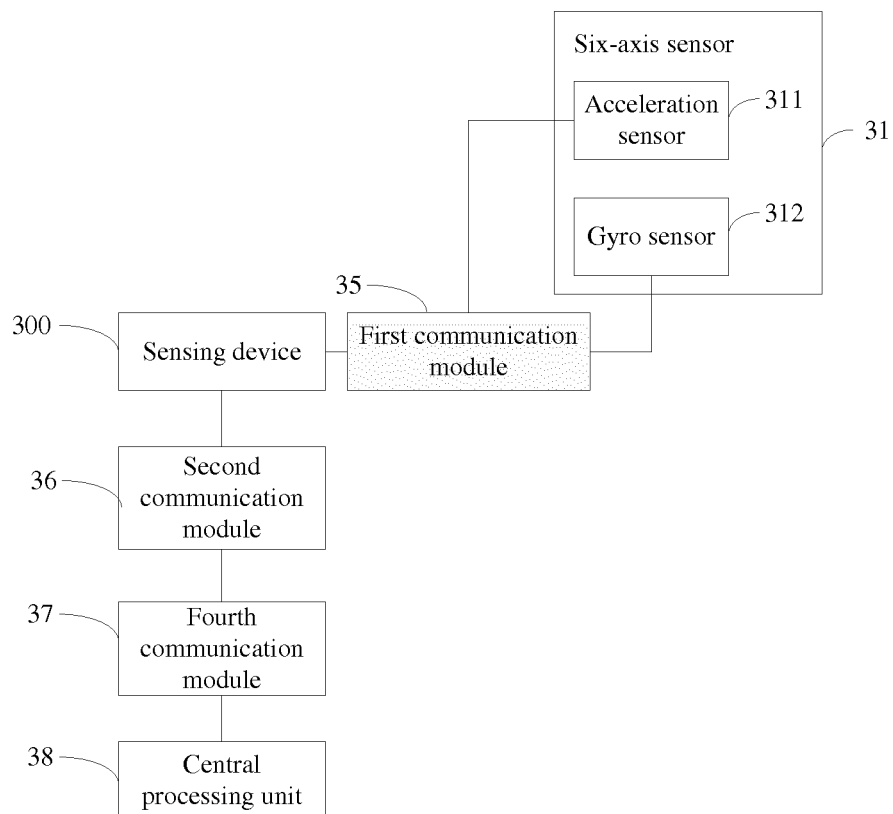 Six-axis sensor
Acceleration
sensor
311
31
Gyro sensor
312
35
300
Sensing device
First communication
module
36
Second
communication
module
37
Fourth
communication
module
38
Central
processing unit